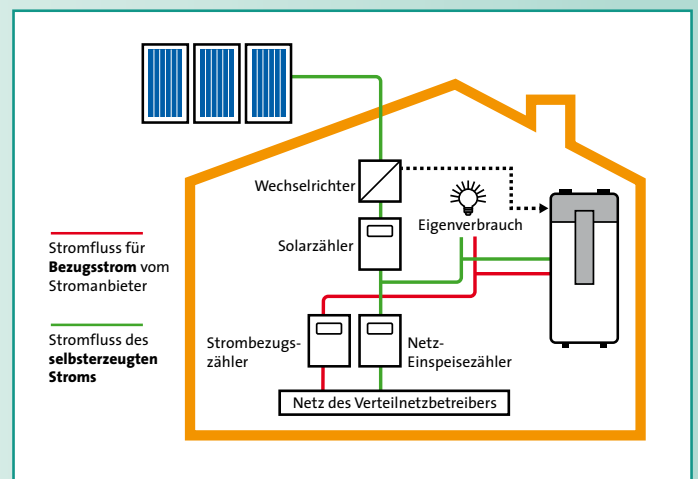 Wechselrichter
Eigenverbrauch
Solarzähler
Stromfluss für
Bezugsstrom vom
Stromanbieter
Stromfluss des
selbsterzeugten
Stroms
Strombezugs-
zähler
Netz-
Einspeisezähler
Netz des Verteilnetzbetreibers